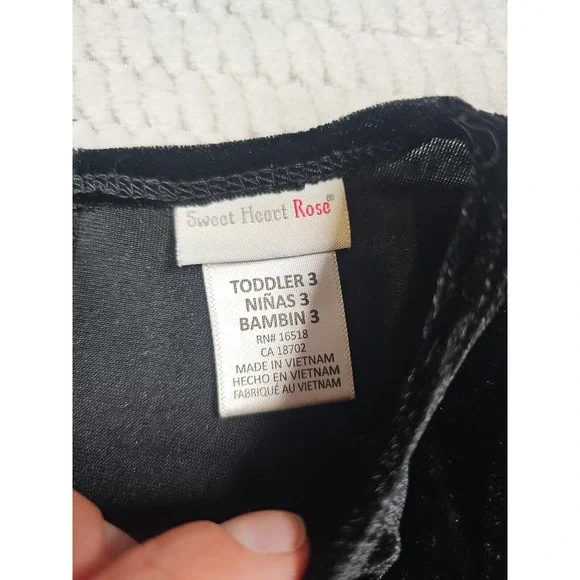 Sweet Heart Rose®
TODDLER 3
NIÑAS 3
BAMBIN 3
RN# 16518
CA 18702
MADE IN VIETNAM
HECHO EN VIETNAM
FABRIQUÉ AU VIETNAM